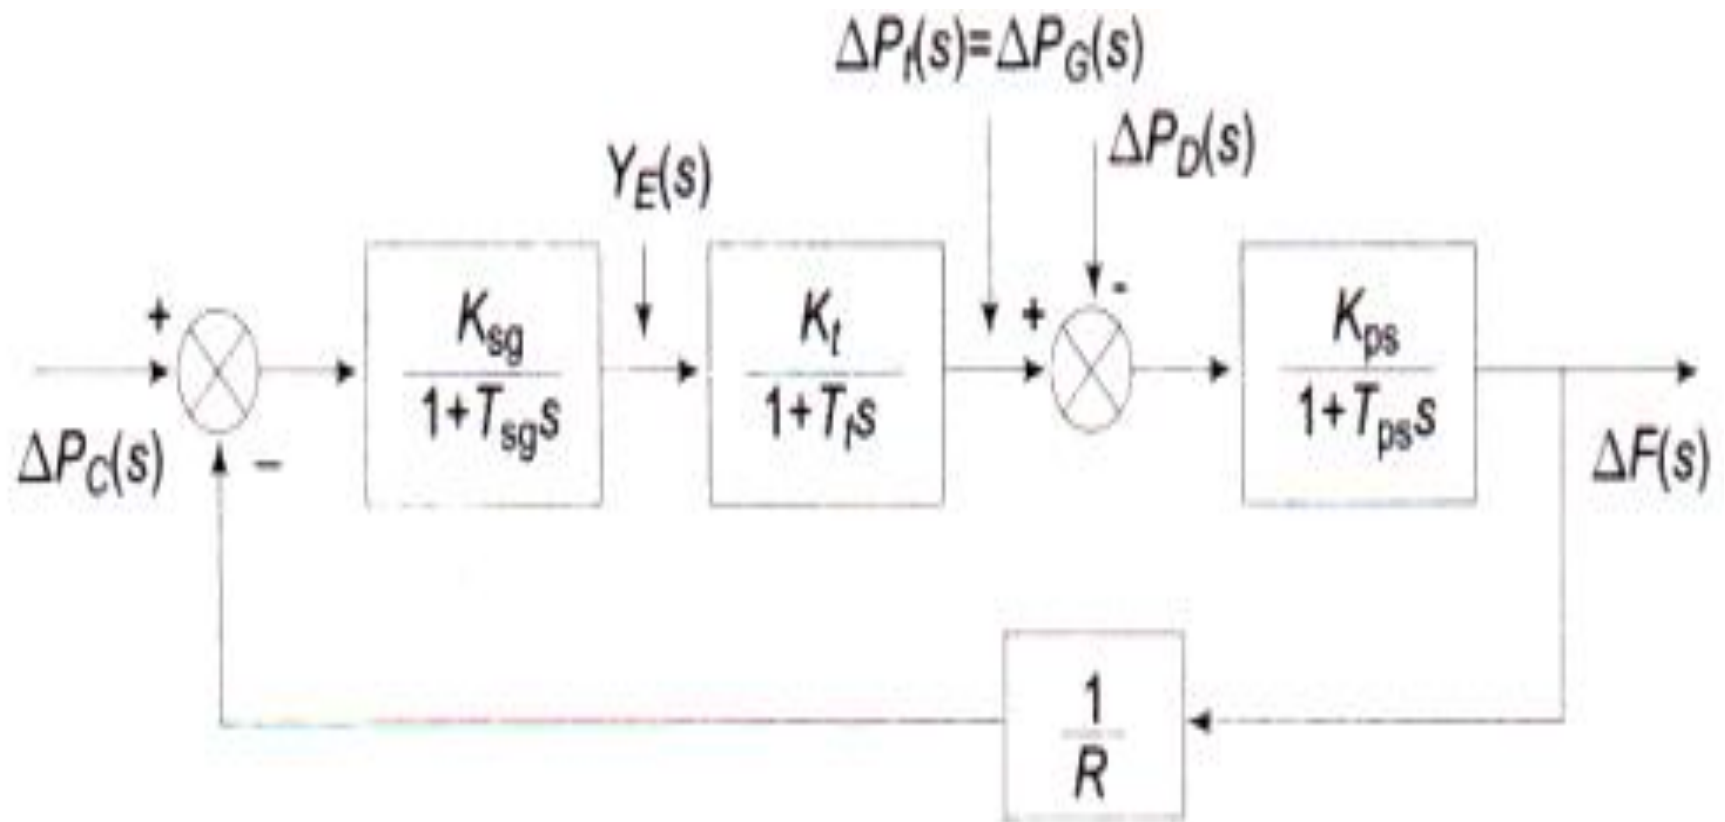 ΔPt(s)=ΔPG(s)
ΔPD(s)
YE(s)
+
Ksg
1+Tsgs
Kt
1+Tts
+
-
Kps
1+Tpss
ΔPC(s)
−
ΔF(s)
1
R